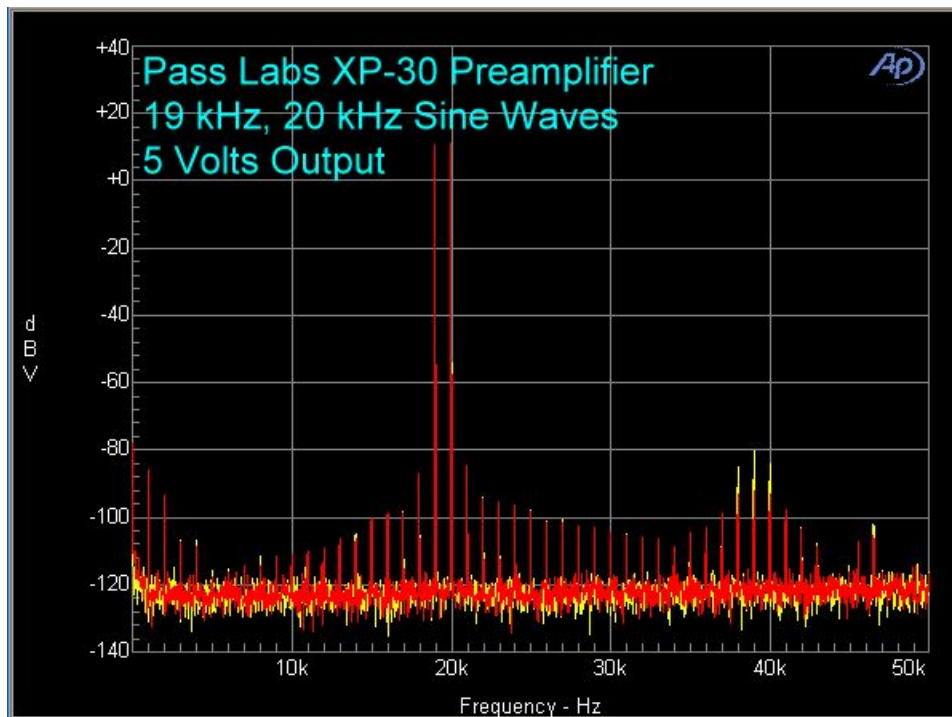 +40
Pass Labs XP-30 Preamplifier
Ap
+20
19 kHz, 20 kHz Sine Waves
5 Volts Output
+0
-20
-40
d
B
V
-60
-80
-100
-120
-140
10k
20k
30k
40k
50k
Frequency - Hz